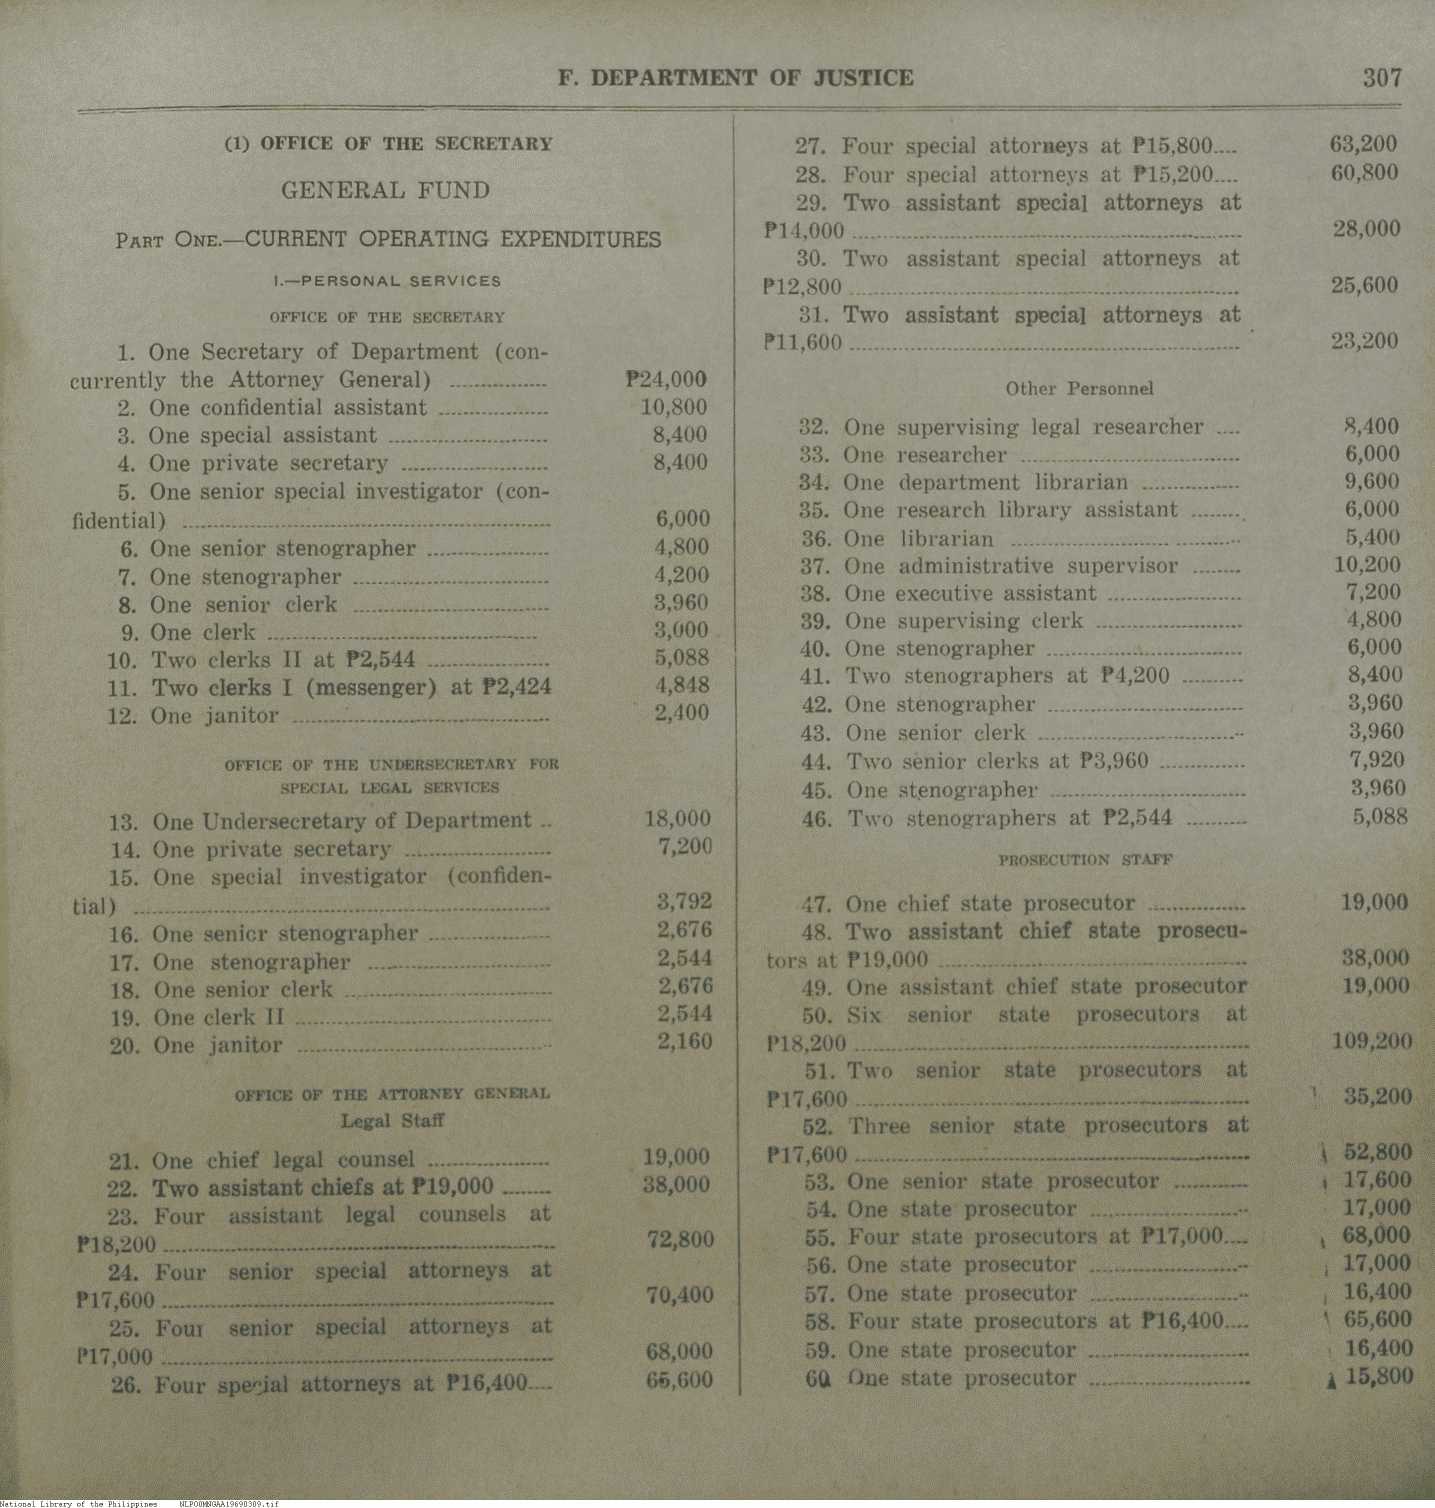 F. DEPARTMENT OF JUSTICE 307
(1) OFFICE OF THE SECRETARY
GENERAL FUND
PART ONE.—CURRENT OPERATING EXPENDITURES
I.—PERSONAL SERVICES
OFFICE OF THE SECRETARY
1. One Secretary of Department (con-
currently the Attorney General) ................ ₱24,000
2. One confidential assistant .................. 10,800
3. One special assistant .......................... 8,400
4. One private secretary ........................ 8,400
5. One senior special investigator (con-
fidential) ............................................................ 6,000
6. One senior stenographer .................... 4,800
7. One stenographer ................................ 4,200
8. One senior clerk ................................ 3,960
9. One clerk ............................................ 3,000
10. Two clerks II at ₱2,544 .................... 5,088
11. Two clerks I (messenger) at ₱2,424 4,848
12. One janitor .......................................... 2,400
OFFICE OF THE UNDERSECRETARY FOR
SPECIAL LEGAL SERVICES
13. One Undersecretary of Department .. 18,000
14. One private secretary ........................ 7,200
15. One special investigator (confiden-
tial) .................................................................... 3,792
16. One senior stenographer .................... 2,676
17. One stenographer .............................. 2,544
18. One senior clerk .................................. 2,676
19. One clerk II .......................................... 2,544
20. One janitor .......................................... 2,160
OFFICE OF THE ATTORNEY GENERAL
Legal Staff
21. One chief legal counsel .................... 19,000
22. Two assistant chiefs at ₱19,000 ........ 38,000
23. Four assistant legal counsels at
₱18,200 ................................................................ 72,800
24. Four senior special attorneys at
₱17,600 ................................................................ 70,400
25. Four senior special attorneys at
₱17,000 ................................................................ 68,000
26. Four special attorneys at ₱16,400.... 65,600
27. Four special attorneys at ₱15,800.... 63,200
28. Four special attorneys at ₱15,200.... 60,800
29. Two assistant special attorneys at
₱14,000 ................................................................ 28,000
30. Two assistant special attorneys at
₱12,800 ................................................................ 25,600
31. Two assistant special attorneys at
₱11,600 ................................................................ 23,200
Other Personnel
32. One supervising legal researcher .... 8,400
33. One researcher .................................... 6,000
34. One department librarian ................ 9,600
35. One research library assistant ........ 6,000
36. One librarian ...................................... 5,400
37. One administrative supervisor ........ 10,200
38. One executive assistant ...................... 7,200
39. One supervising clerk ........................ 4,800
40. One stenographer ................................ 6,000
41. Two stenographers at ₱4,200 .......... 8,400
42. One stenographer ................................ 3,960
43. One senior clerk .................................. 3,960
44. Two senior clerks at ₱3,960 .............. 7,920
45. One stenographer ................................ 3,960
46. Two stenographers at ₱2,544 .......... 5,088
PROSECUTION STAFF
47. One chief state prosecutor ................ 19,000
48. Two assistant chief state prosecu-
tors at ₱19,000 .................................................. 38,000
49. One assistant chief state prosecutor 19,000
50. Six senior state prosecutors at
₱18,200 ................................................................ 109,200
51. Two senior state prosecutors at
₱17,600 ................................................................ 35,200
52. Three senior state prosecutors at
₱17,600 ................................................................ 52,800
53. One senior state prosecutor ............ 17,600
54. One state prosecutor .......................... 17,000
55. Four state prosecutors at ₱17,000.... 68,000
56. One state prosecutor .......................... 17,000
57. One state prosecutor .......................... 16,400
58. Four state prosecutors at ₱16,400.... 65,600
59. One state prosecutor .......................... 16,400
60. One state prosecutor .......................... 15,800
National Library of the Philippines NLPO0MNGAA19690309.tif